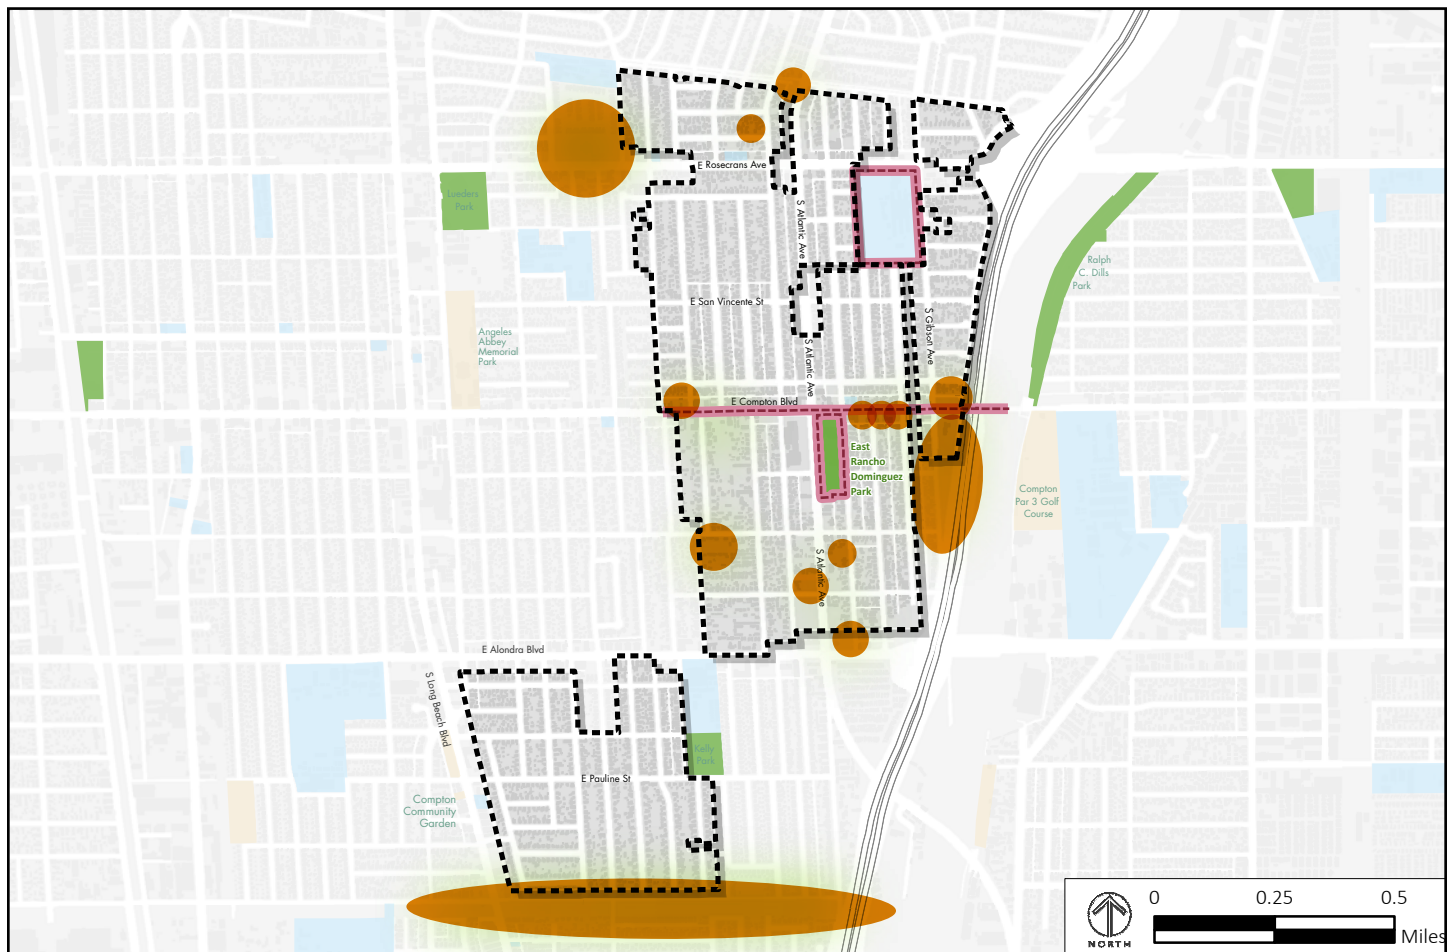 E Rosecrans Ave
Lueders
Park
S Atlantic Ave
Ralph
C. Dills
Park
E San Vincente St
S Gibson Ave
Angeles
Abbey
Memorial
Park
S Atlantic Ave
E Compton Blvd
East
Rancho
Dominguez
Park
Compton
Par 3 Golf
Course
S Atlantic Ave
E Alondra Blvd
S Long Beach Blvd
Kelly
Park
E Pauline St
Compton
Community
Garden
0 0.25 0.5
Miles
NORTH